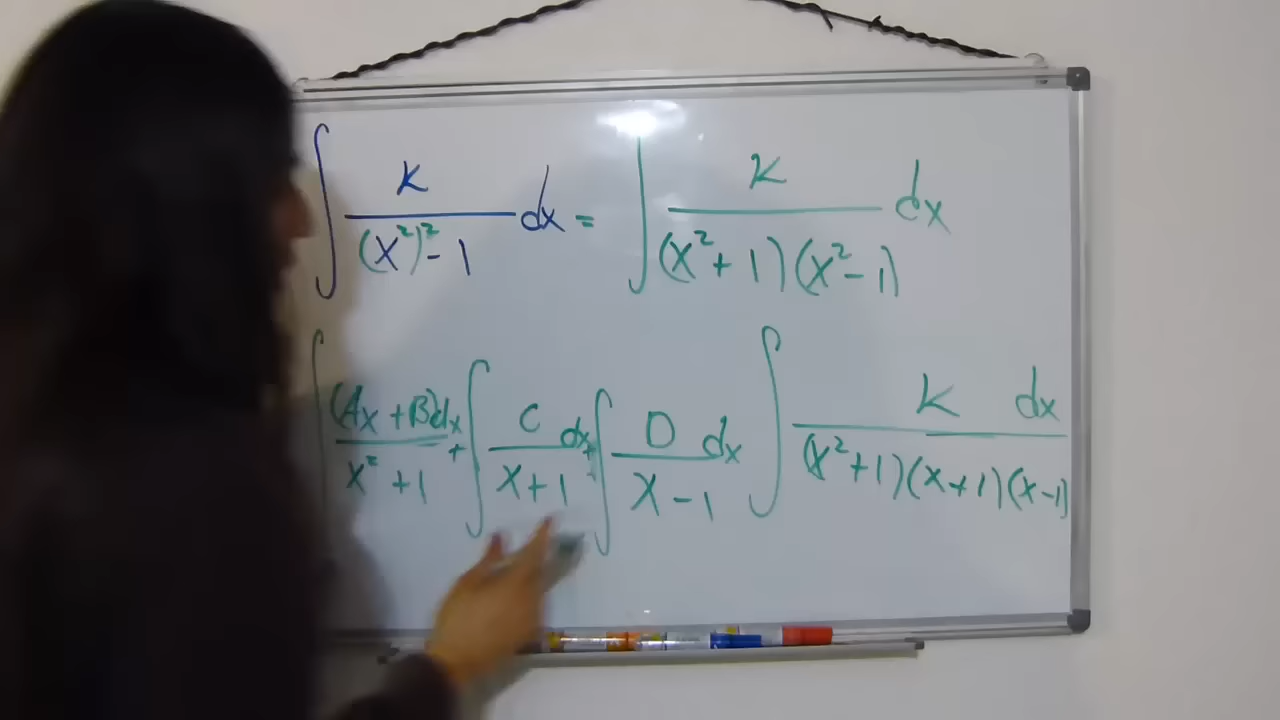 ∫ K/((x²)² - 1) dx = ∫ K/((x² + 1)(x² - 1)) dx
∫ (Ax + B)dx/(x² + 1) + ∫ C/(x + 1) dx + ∫ D/(x - 1) dx ∫ K dx/((x² + 1)(x + 1)(x - 1))